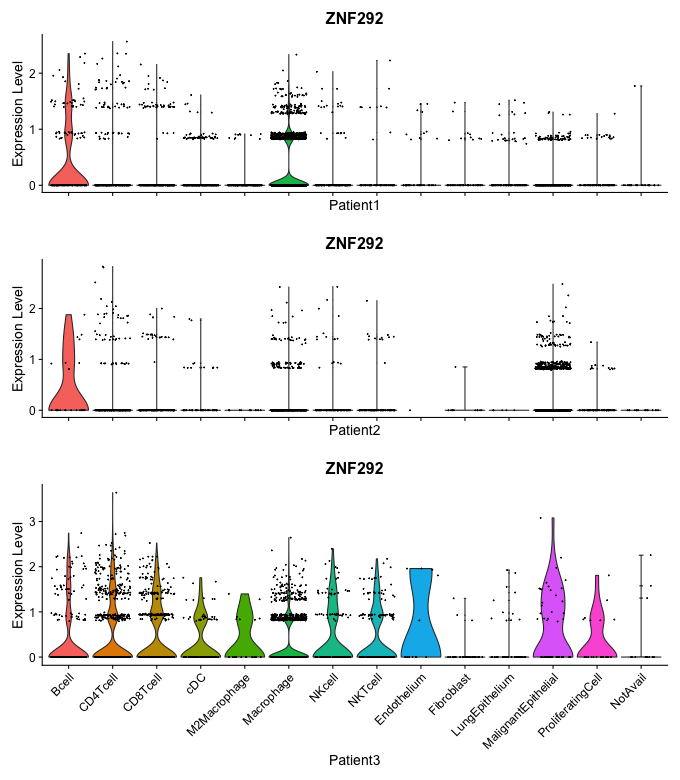 ZNF292
Expression Level
2
1
0
Patient1
ZNF292
Expression Level
2
1
0
Patient2
ZNF292
Expression Level
3
2
1
0
Bcell
CD4Tcell
CD8Tcell
cDC
M2Macrophage
Macrophage
NKcell
NKTcell
Endothelium
Fibroblast
LungEpithelium
MalignantEpithelial
ProliferatingCell
NotAvail
Patient3